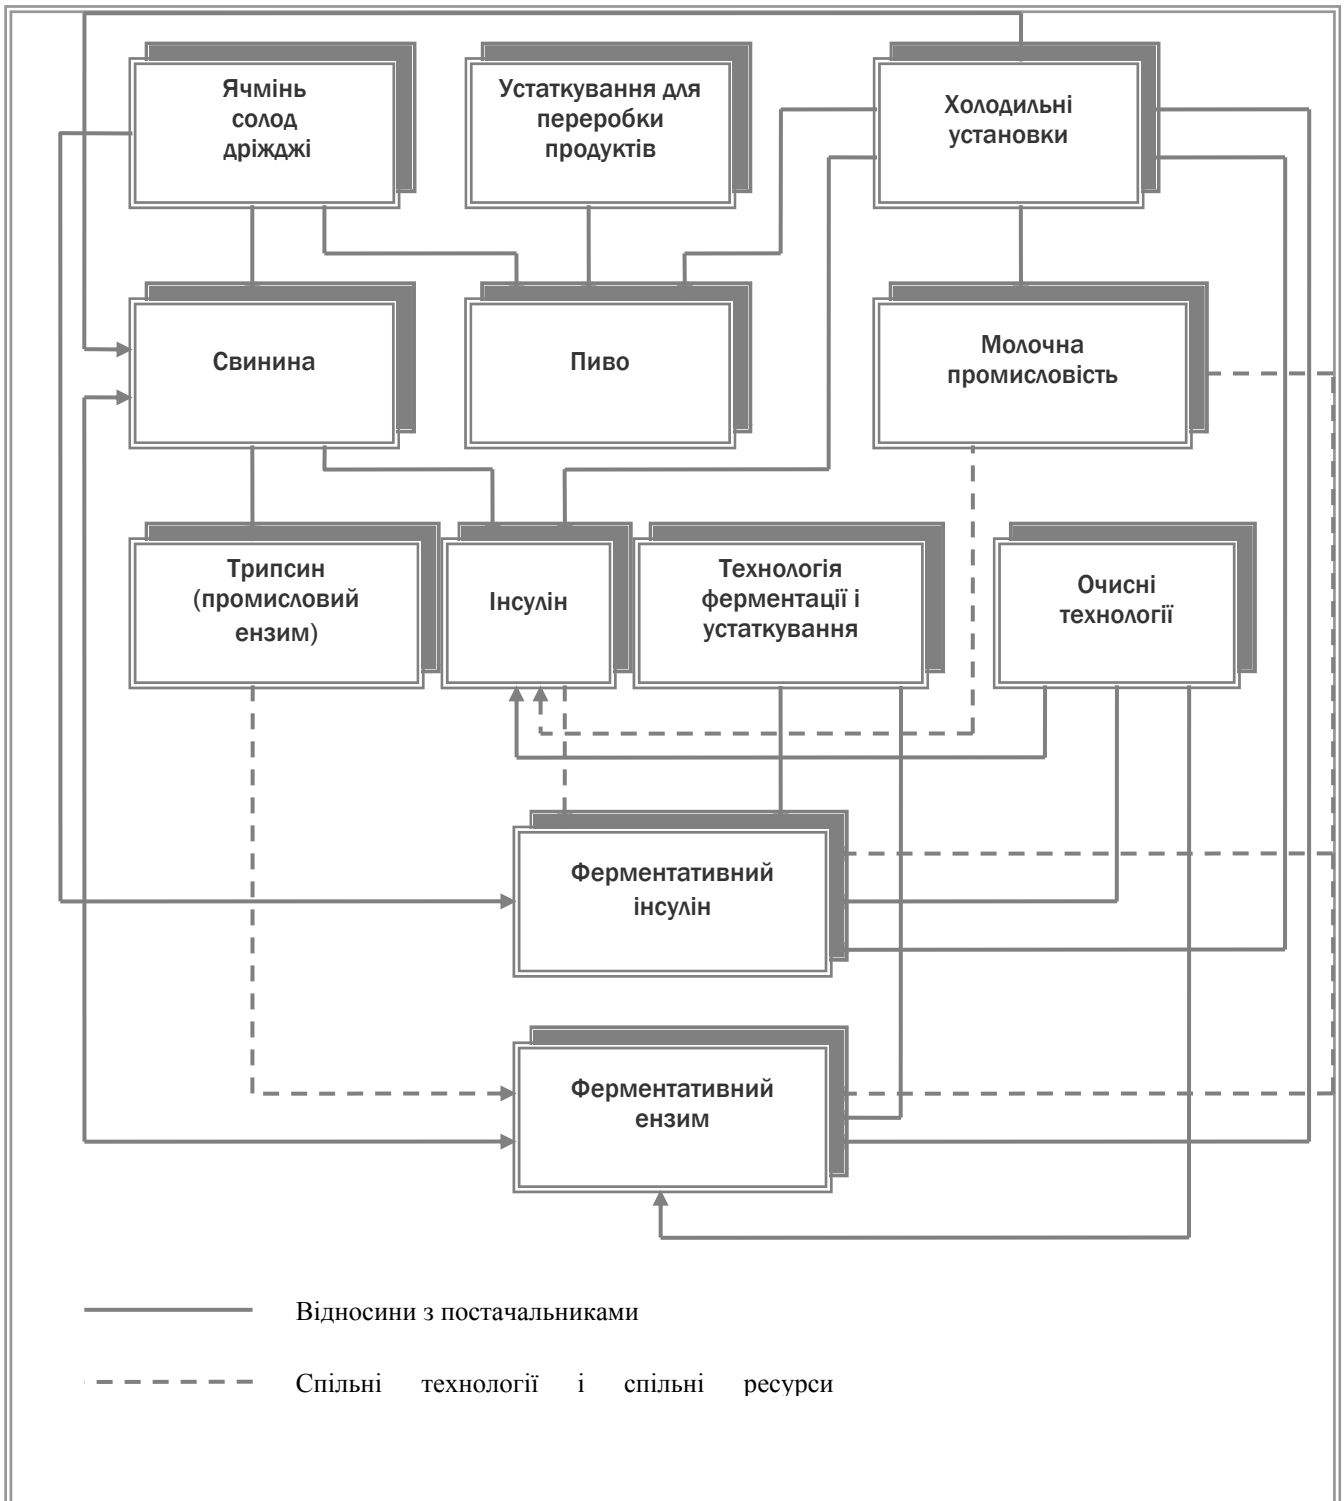 Ячмінь
солод
дріжджі
Устаткування для
переробки
продуктів
Холодильні
установки
Свинина
Пиво
Молочна
промисловість
Трипсин
(промисловий
ензим)
Інсулін
Технологія
ферментації і
устаткування
Очисні
технології
Ферментативний
інсулін
Ферментативний
ензим
Відносини з постачальниками
Спільні технології і спільні ресурси